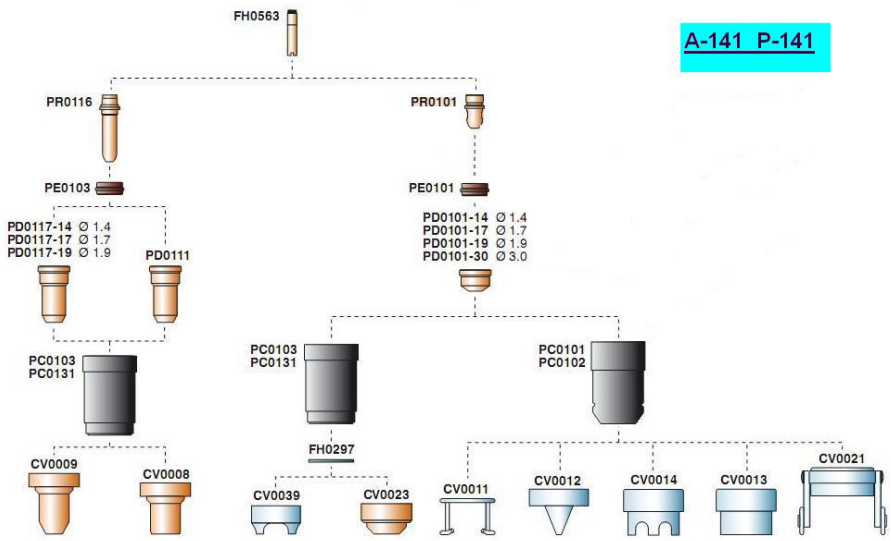 FH0563
A-141 P-141
PR0116
PR0101
PE0103
PE0101
PD0117-14 Ø 1.4
PD0117-17 Ø 1.7
PD0117-19 Ø 1.9
PD0111
PD0101-14 Ø 1.4
PD0101-17 Ø 1.7
PD0101-19 Ø 1.9
PD0101-30 Ø 3.0
PC0103
PC0131
PC0103
PC0131
PC0101
PC0102
FH0297
CV0009
CV0008
CV0039
CV0023
CV0011
CV0012
CV0014
CV0013
CV0021